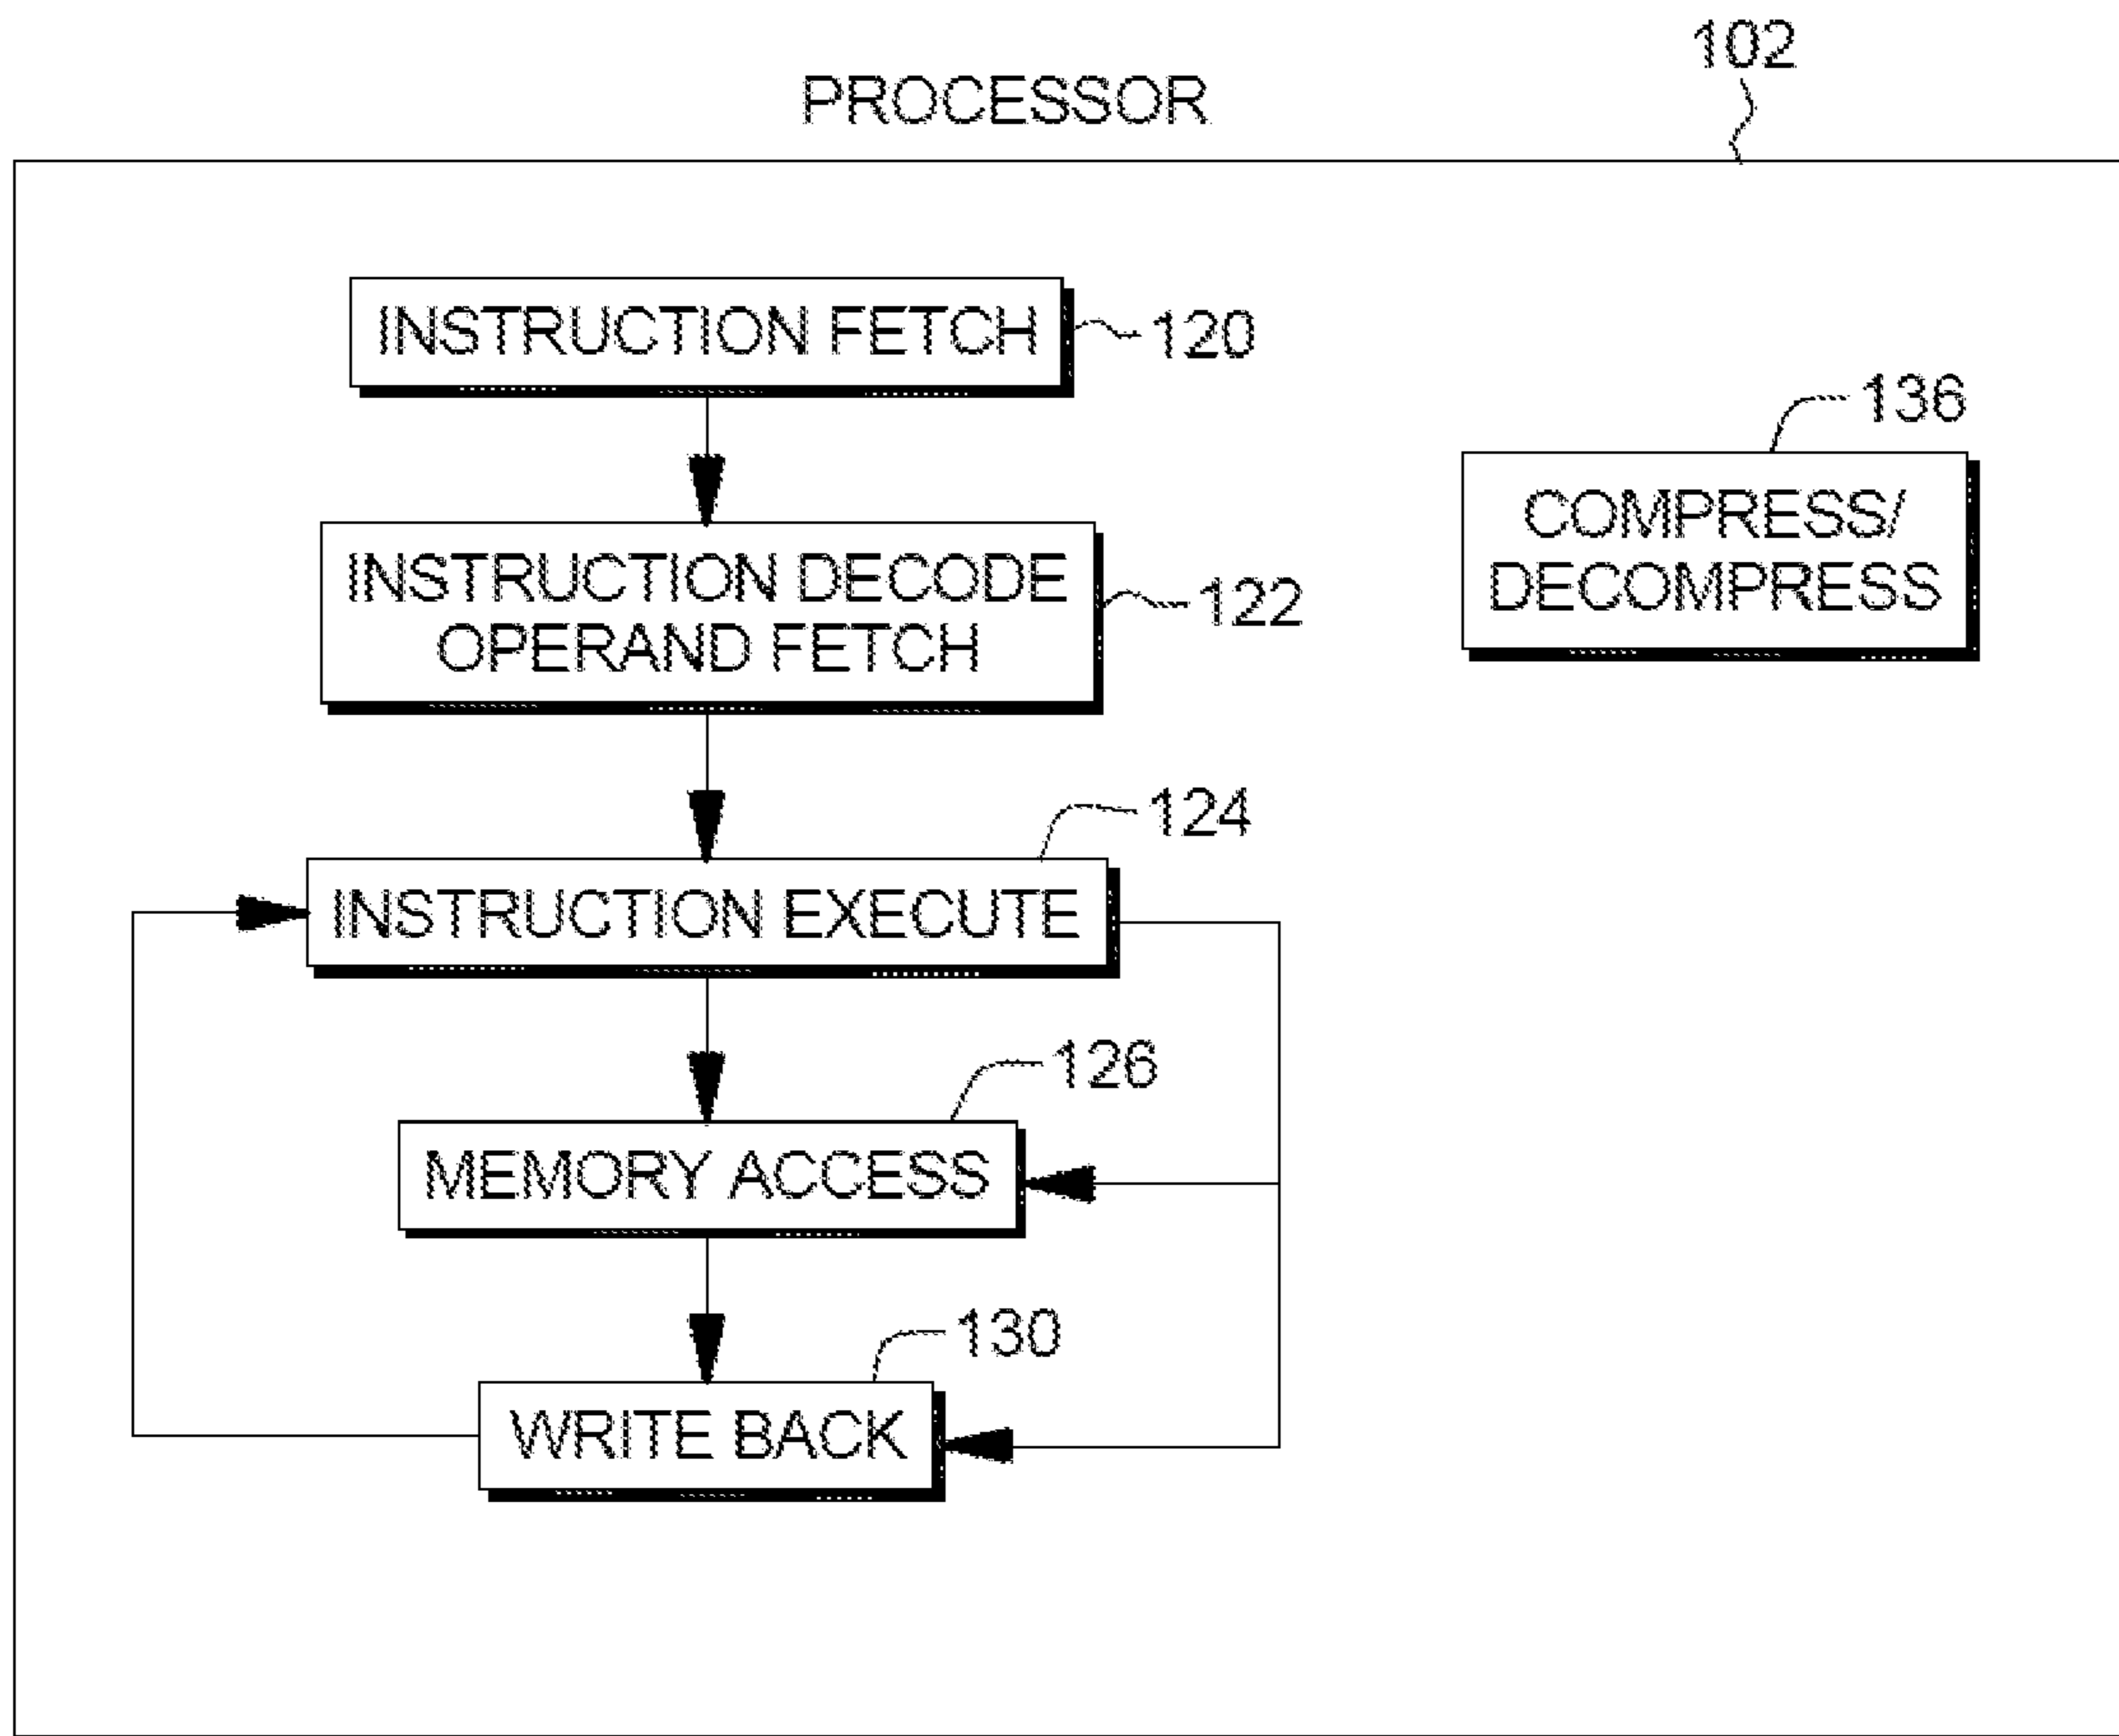 102
PROCESSOR
INSTRUCTION FETCH
120
136
COMPRESS/
DECOMPRESS
INSTRUCTION DECODE
OPERAND FETCH
122
124
INSTRUCTION EXECUTE
126
MEMORY ACCESS
130
WRITE BACK